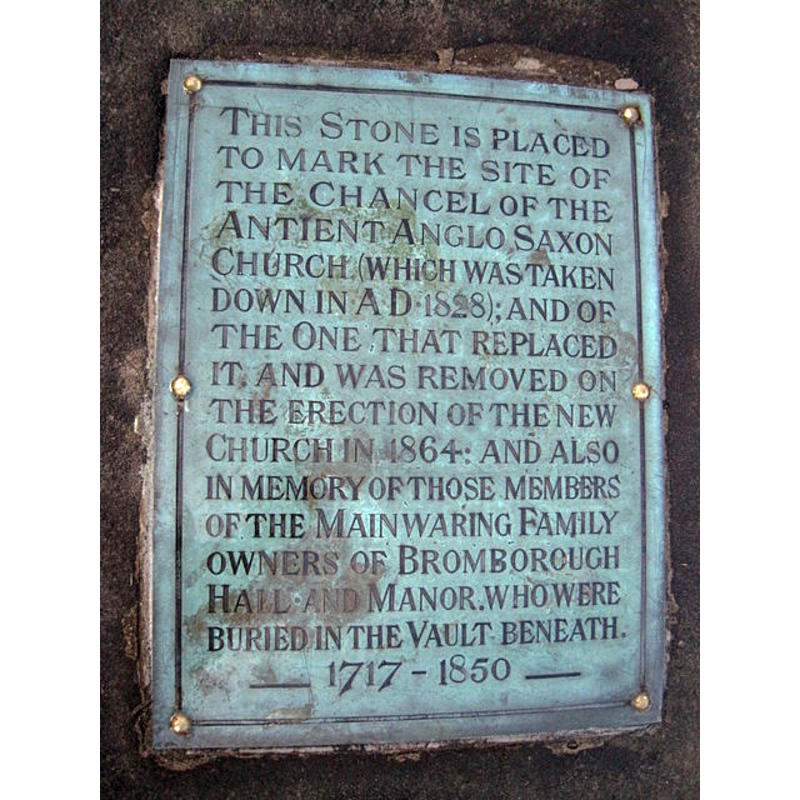 THIS STONE IS PLACED
TO MARK THE SITE OF
THE CHANCEL OF THE
ANTIENT ANGLO SAXON
CHURCH, (WHICH WAS TAKEN
DOWN IN A·D·1828); AND OF
THE ONE THAT REPLACED
IT. AND WAS REMOVED ON
THE ERECTION OF THE NEW
CHURCH IN 1864: AND ALSO
IN MEMORY OF THOSE MEMBERS
OF THE MAINWARING FAMILY
OWNERS OF BROMBOROUGH
HALL·AND MANOR. WHO WERE
BURIED IN THE VAULT BENEATH.
1717 - 1850